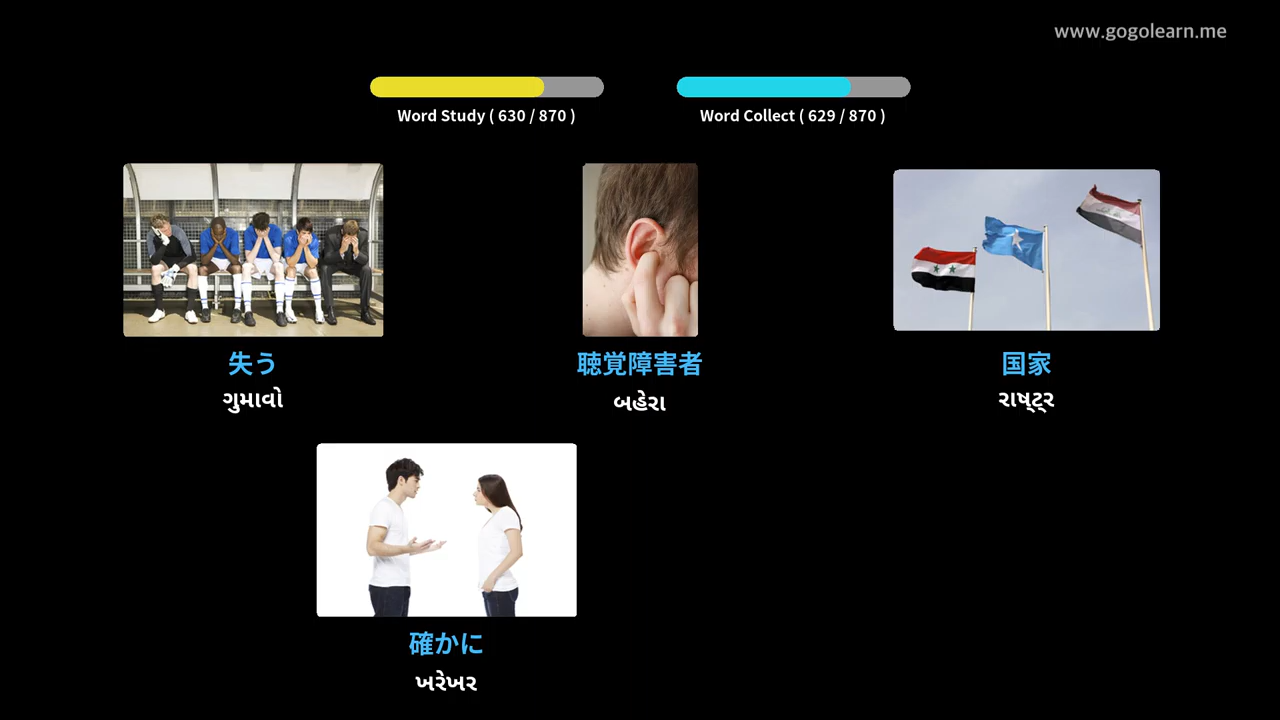 www.gogolearn.me
Word Study ( 630 / 870 )
Word Collect ( 629 / 870 )
失う
ગુમાવો
聴覚障害者
બહેરા
国家
રાષ્ટ્ર
確かに
ખરેખર